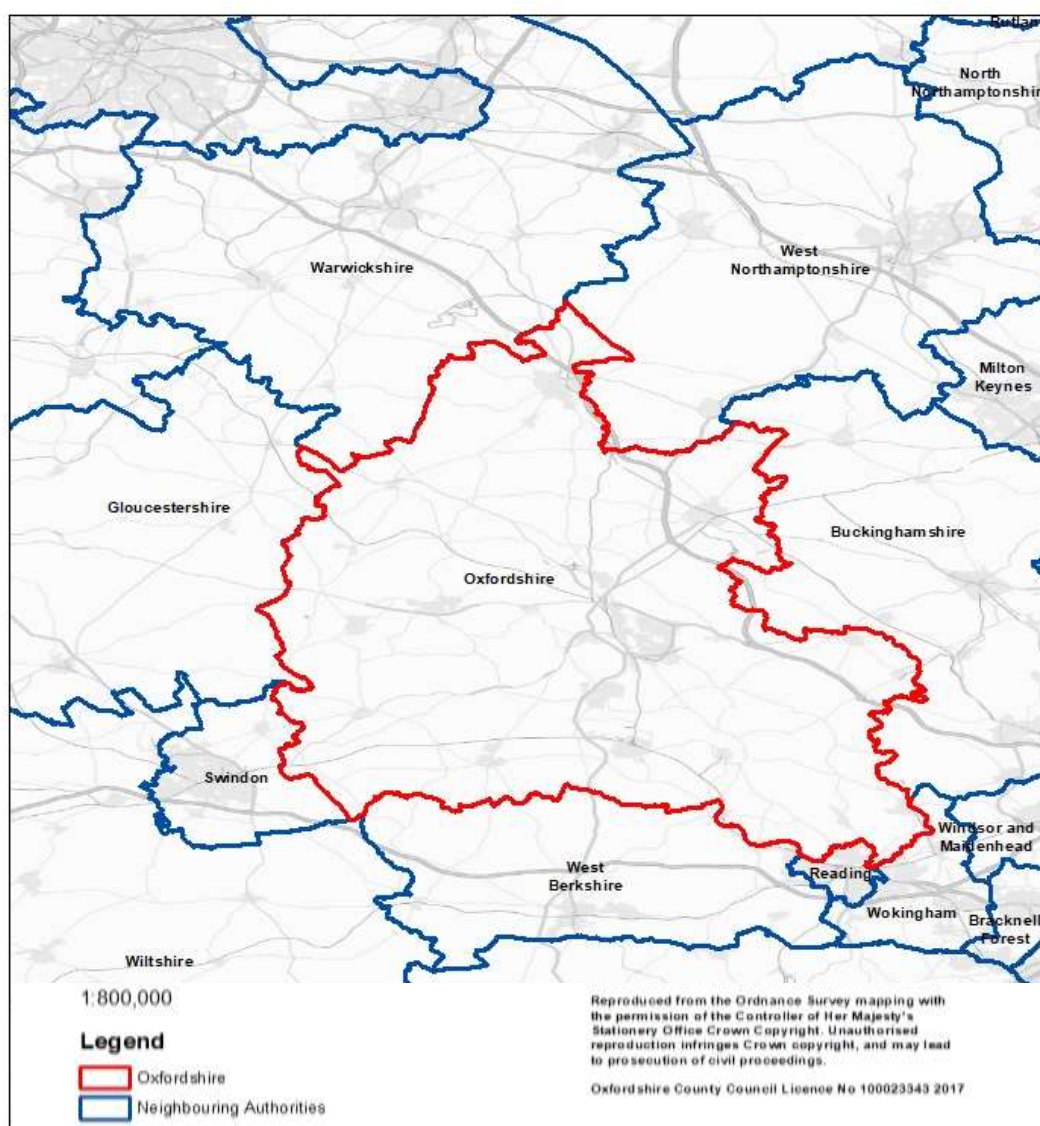 Rutlan
North
Northamptonshir
West
Northamptonshire
Warwickshire
Milton
Keynes
Gloucestershire
Buckinghamshire
Oxfordshire
Swindon
Windsor and
Maidenhead
West
Berkshire
Reading
Wokingham
Bracknell
Forest
Wiltshire
1:800,000
Legend
Oxfordshire
Neighbouring Authorities
Reproduced from the Ordnance Survey mapping with
the permission of the Controller of Her Majesty's
Stationery Office Crown Copyright. Unauthorised
reproduction infringes Crown copyright, and may lead
to prosecution of civil proceedings.
Oxfordshire County Council Licence No 100023343 2017